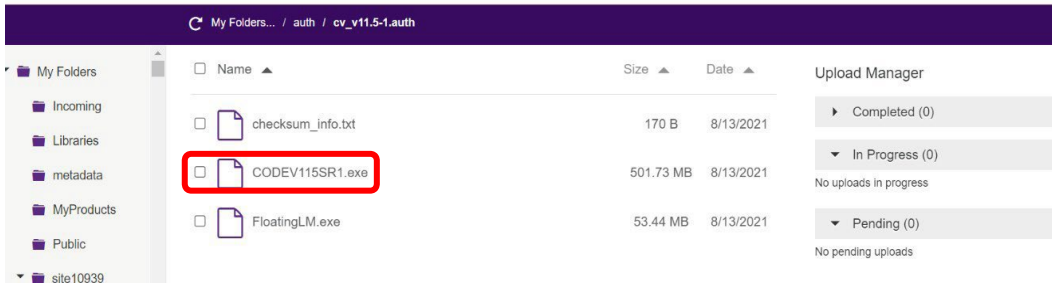 My Folders... / auth / cv_v11.5-1.auth
My Folders
Incoming
Libraries
metadata
MyProducts
Public
site10939
Name Size Date
checksum_info.txt 170 B 8/13/2021
CODEV115SR1.exe 501.73 MB 8/13/2021
FloatingLM.exe 53.44 MB 8/13/2021
Upload Manager
Completed (0)
In Progress (0)
No uploads in progress
Pending (0)
No pending uploads